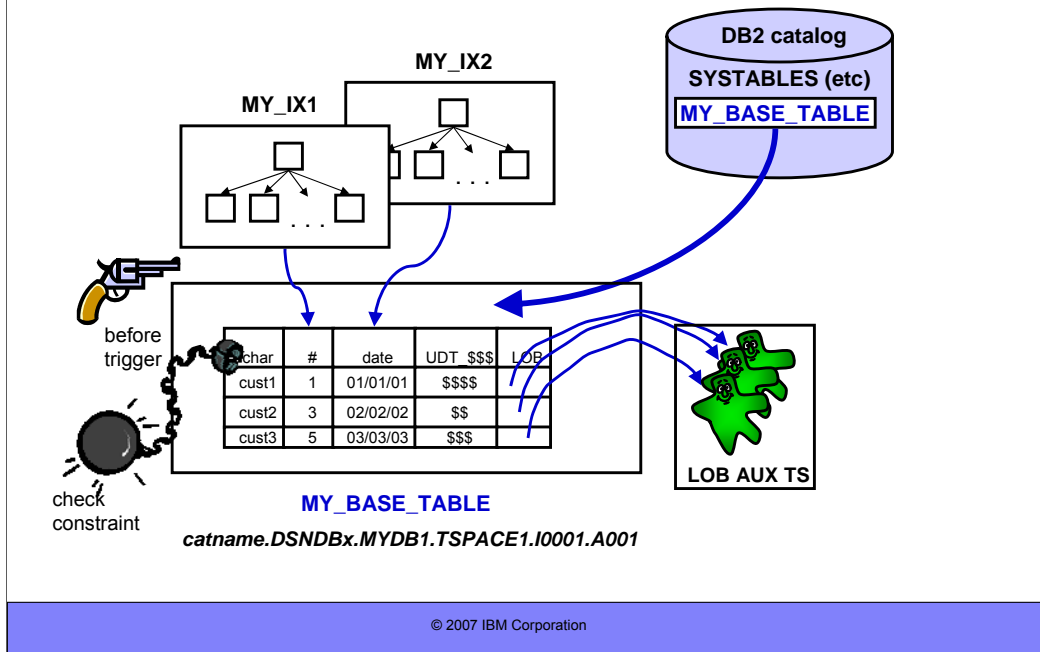 DB2 catalog
SYSTABLES (etc)
MY_BASE_TABLE
MY_IX2
MY_IX1
. . .
. . .
before
trigger
char # date UDT_$$$ LOB
cust1 1 01/01/01 $$$$
cust2 3 02/02/02 $$
cust3 5 03/03/03 $$$
LOB AUX TS
check
constraint
MY_BASE_TABLE
catname.DSNDBx.MYDB1.TSPACE1.I0001.A001
© 2007 IBM Corporation